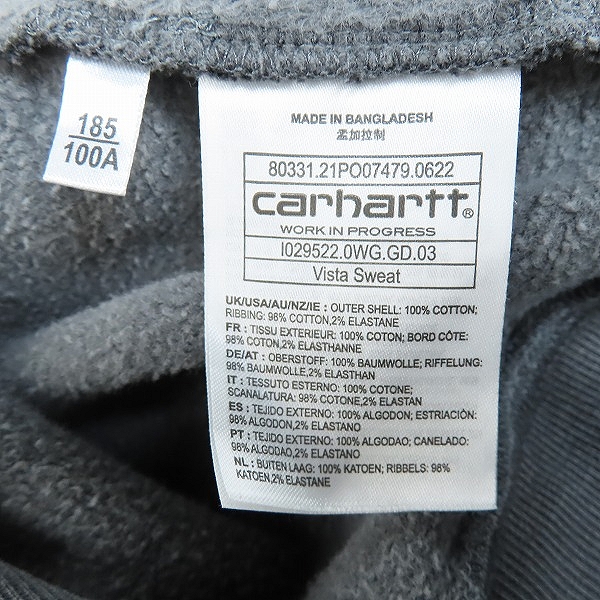 185
100A
MADE IN BANGLADESH
孟加拉制
80331.21PO07479.0622
carhartt®
WORK IN PROGRESS
I029522.0WG.GD.03
Vista Sweat
UK/USA/AU/NZ/IE : OUTER SHELL: 100% COTTON;
RIBBING: 98% COTTON,2% ELASTANE
FR : TISSU EXTERIEUR: 100% COTON; BORD CÔTE:
98% COTON,2% ELASTHANNE
DE/AT : OBERSTOFF: 100% BAUMWOLLE; RIFFELUNG:
98% BAUMWOLLE,2% ELASTHAN
IT : TESSUTO ESTERNO: 100% COTONE;
SCANALATURA: 98% COTONE,2% ELASTAN
ES : TEJIDO EXTERNO: 100% ALGODON; ESTRIACIÓN:
98% ALGODON,2% ELASTANO
PT : TEJIDO EXTERNO: 100% ALGODAO; CANELADO:
98% ALGODAO,2% ELASTANO
NL : BUITEN LAAG: 100% KATOEN; RIBBELS: 98%
KATOEN,2% ELASTANE